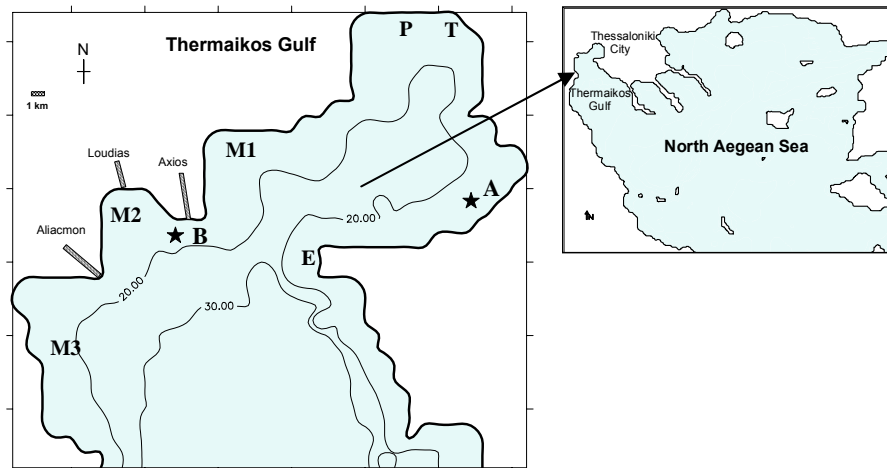 Thermaikos Gulf
P
T
N
1 km
Loudias
Axios
M1
A
M2
20.00
Aliacmon
B
E
20.00
30.00
M3
Thessaloniki
City
Thermaikos
Gulf
North Aegean Sea
N